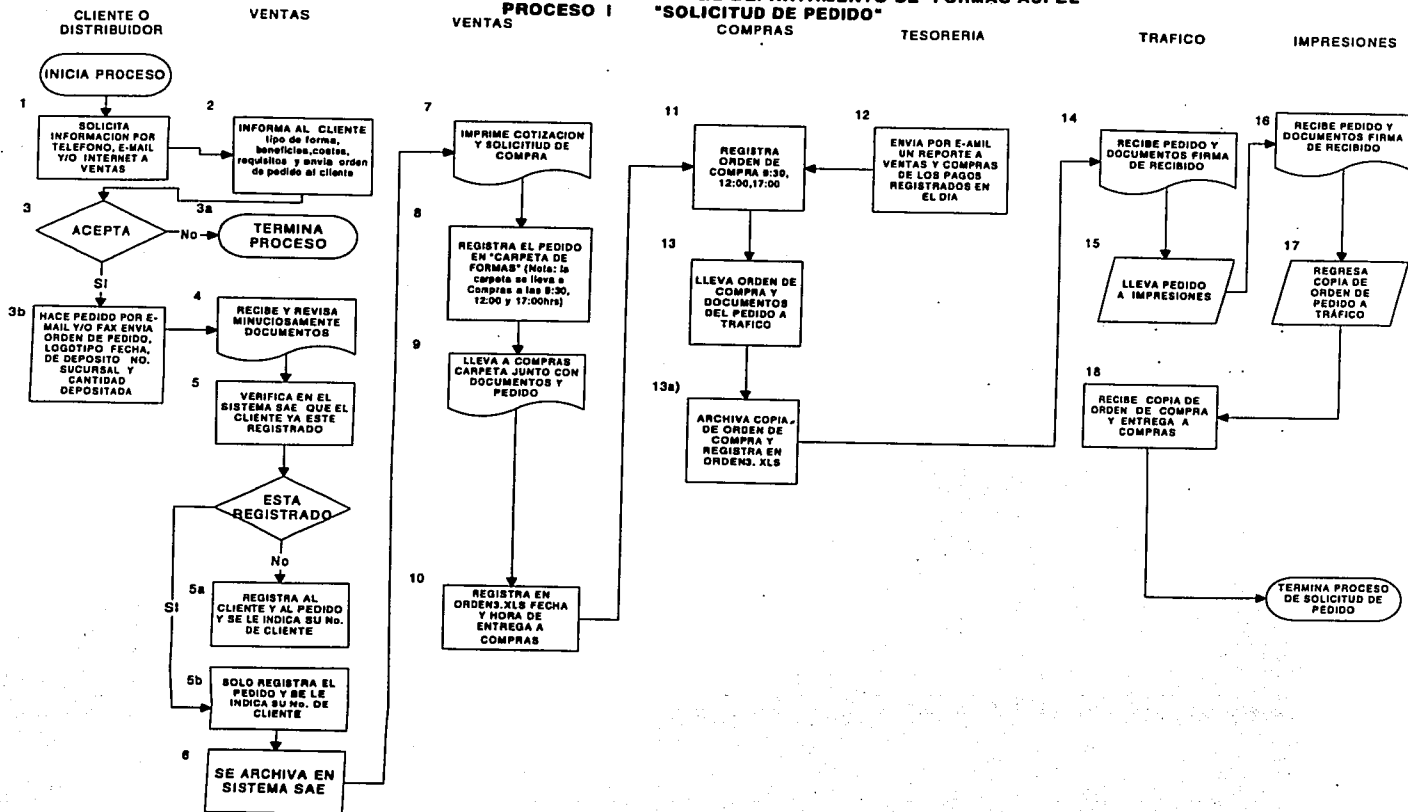 PROCESO I "SOLICITUD DE PEDIDO"
CLIENTE O
DISTRIBUIDOR
VENTAS
VENTAS
COMPRAS
TESORERIA
TRAFICO
IMPRESIONES
INICIA PROCESO
1
SOLICITA
INFORMACION POR
TELEFONO, E-MAIL
Y/O INTERNET A
VENTAS
2
INFORMA AL CLIENTE
tipo de forma,
beneficios,costos,
requisitos y envia orden
de pedido al cliente
3
ACEPTA
No
3a
TERMINA
PROCESO
SI
3b
HACE PEDIDO POR E-
MAIL Y/O FAX ENVIA
ORDEN DE PEDIDO,
LOGOTIPO FECHA,
DE DEPOSITO NO.
SUCURSAL Y
CANTIDAD
DEPOSITADA
4
RECIBE Y REVISA
MINUCIOSAMENTE
DOCUMENTOS
5
VERIFICA EN EL
SISTEMA SAE QUE EL
CLIENTE YA ESTE
REGISTRADO
ESTA
REGISTRADO
No
SI
5a
REGISTRA AL
CLIENTE Y AL PEDIDO
Y SE LE INDICA SU No.
DE CLIENTE
5b
SOLO REGISTRA EL
PEDIDO Y SE LE
INDICA SU No. DE
CLIENTE
6
SE ARCHIVA EN
SISTEMA SAE
7
IMPRIME COTIZACION
Y SOLICITIUD DE
COMPRA
8
REGISTRA EL PEDIDO
EN "CARPETA DE
FORMAS" (Nota: la
carpeta se lleva a
Compras a las 9:30,
12:00 y 17:00hrs)
9
LLEVA A COMPRAS
CARPETA JUNTO CON
DOCUMENTOS Y
PEDIDO
10
REGISTRA EN
ORDEN3.XLS FECHA
Y HORA DE
ENTREGA A
COMPRAS
11
REGISTRA
ORDEN DE
COMPRA 9:30,
12:00,17:00
12
ENVIA POR E-AMIL
UN REPORTE A
VENTAS Y COMPRAS
DE LOS PAGOS
REGISTRADOS EN
EL DIA
13
LLEVA ORDEN DE
COMPRA Y
DOCUMENTOS
DEL PEDIDO A
TRAFICO
13a)
ARCHIVA COPIA
DE ORDEN DE
COMPRA Y
REGISTRA EN
ORDEN3. XLS
14
RECIBE PEDIDO Y
DOCUMENTOS FIRMA
DE RECIBIDO
15
LLEVA PEDIDO
A IMPRESIONES
16
RECIBE PEDIDO Y
DOCUMENTOS FIRMA
DE RECIBIDO
17
REGRESA
COPIA DE
ORDEN DE
PEDIDO A
TRÁFICO
18
RECIBE COPIA DE
ORDEN DE COMPRA
Y ENTREGA A
COMPRAS
TERMINA PROCESO
DE SOLICITUD DE
PEDIDO